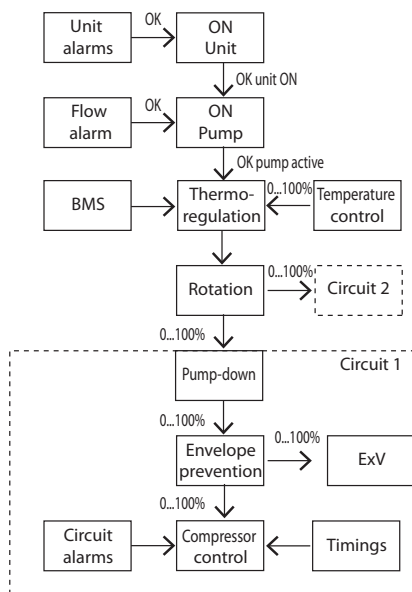 Unit
alarms
OK
ON
Unit
OK unit ON
Flow
alarm
OK
ON
Pump
OK pump active
BMS
Thermo-
regulation
0...100%
Temperature
control
Rotation
0...100%
Circuit 2
0...100%
Circuit 1
Pump-down
0...100%
Envelope
prevention
0...100%
ExV
0...100%
Circuit
alarms
Compressor
control
Timings